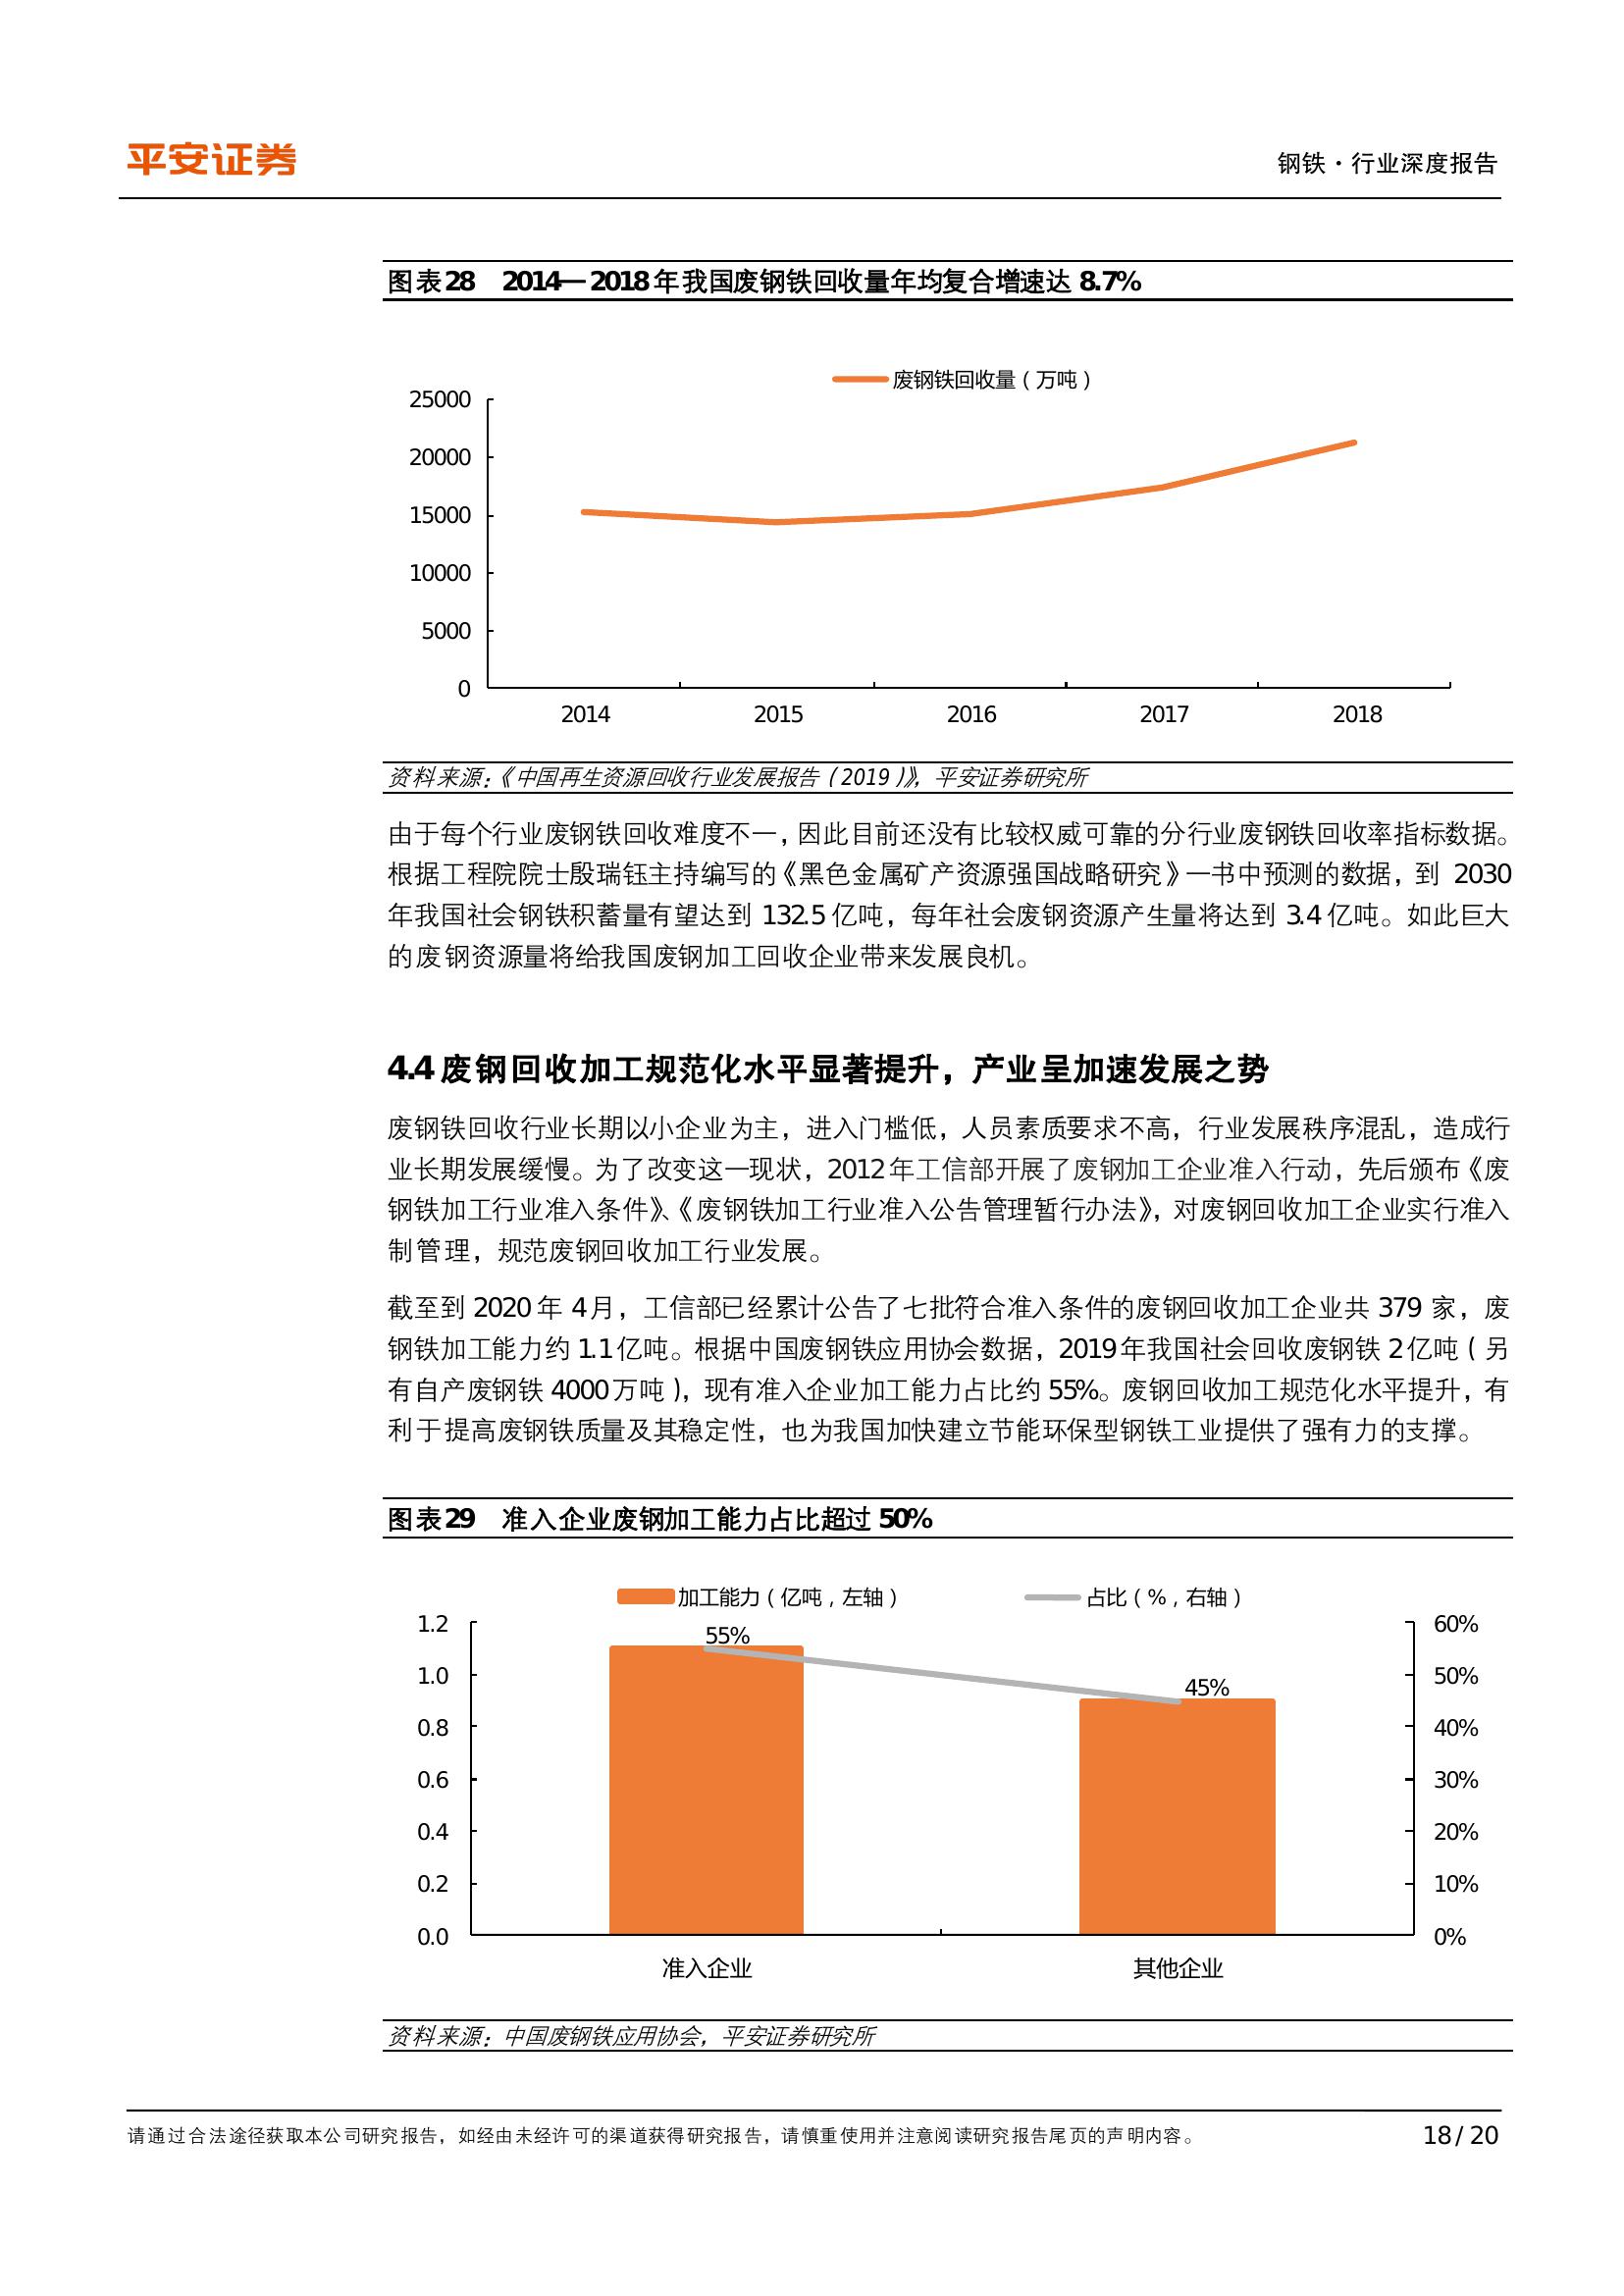 平安证券
钢铁·行业深度报告
图表28 2014—2018年我国废钢铁回收量年均复合增速达 8.7%
废钢铁回收量（万吨）
25000
20000
15000
10000
5000
0
2014 2015 2016 2017 2018
资料来源：《中国再生资源回收行业发展报告（2019）》，平安证券研究所
由于每个行业废钢铁回收难度不一，因此目前还没有比较权威可靠的分行业废钢铁回收率指标数据。
根据工程院院士殷瑞钰主持编写的《黑色金属矿产资源强国战略研究》一书中预测的数据，到 2030
年我国社会钢铁积蓄量有望达到 132.5 亿吨，每年社会废钢资源产生量将达到 3.4 亿吨。如此巨大
的废钢资源量将给我国废钢加工回收企业带来发展良机。
4.4 废钢回收加工规范化水平显著提升，产业呈加速发展之势
废钢铁回收行业长期以小企业为主，进入门槛低，人员素质要求不高，行业发展秩序混乱，造成行
业长期发展缓慢。为了改变这一现状，2012 年工信部开展了废钢加工企业准入行动，先后颁布《废
钢铁加工行业准入条件》、《废钢铁加工行业准入公告管理暂行办法》，对废钢回收加工企业实行准入
制管理，规范废钢回收加工行业发展。
截至到 2020 年 4 月，工信部已经累计公告了七批符合准入条件的废钢回收加工企业共 379 家，废
钢铁加工能力约 1.1 亿吨。根据中国废钢铁应用协会数据，2019 年我国社会回收废钢铁 2 亿吨（另
有自产废钢铁 4000 万吨），现有准入企业加工能力占比约 55%。废钢回收加工规范化水平提升，有
利于提高废钢铁质量及其稳定性，也为我国加快建立节能环保型钢铁工业提供了强有力的支撑。
图表29 准入企业废钢加工能力占比超过 50%
加工能力（亿吨，左轴） 占比（%，右轴）
1.2
1.0
0.8
0.6
0.4
0.2
0.0
55%
45%
60%
50%
40%
30%
20%
10%
0%
准入企业 其他企业
资料来源：中国废钢铁应用协会，平安证券研究所
请通过合法途径获取本公司研究报告，如经由未经许可的渠道获得研究报告，请慎重使用并注意阅读研究报告尾页的声明内容。
18 / 20